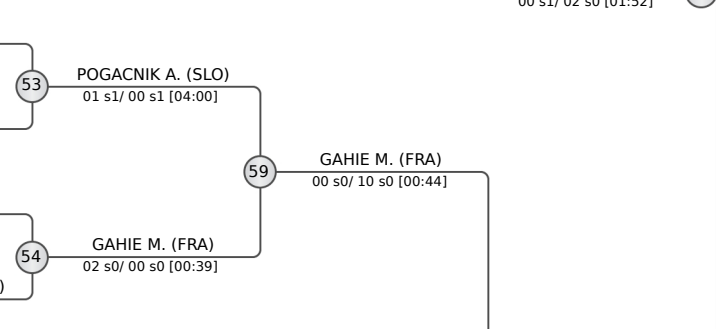 00 s1/ 02 s0 [01:52]
53
POGACNIK A. (SLO)
01 s1/ 00 s1 [04:00]
59
GAHIE M. (FRA)
00 s0/ 10 s0 [00:44]
54
GAHIE M. (FRA)
02 s0/ 00 s0 [00:39]
)